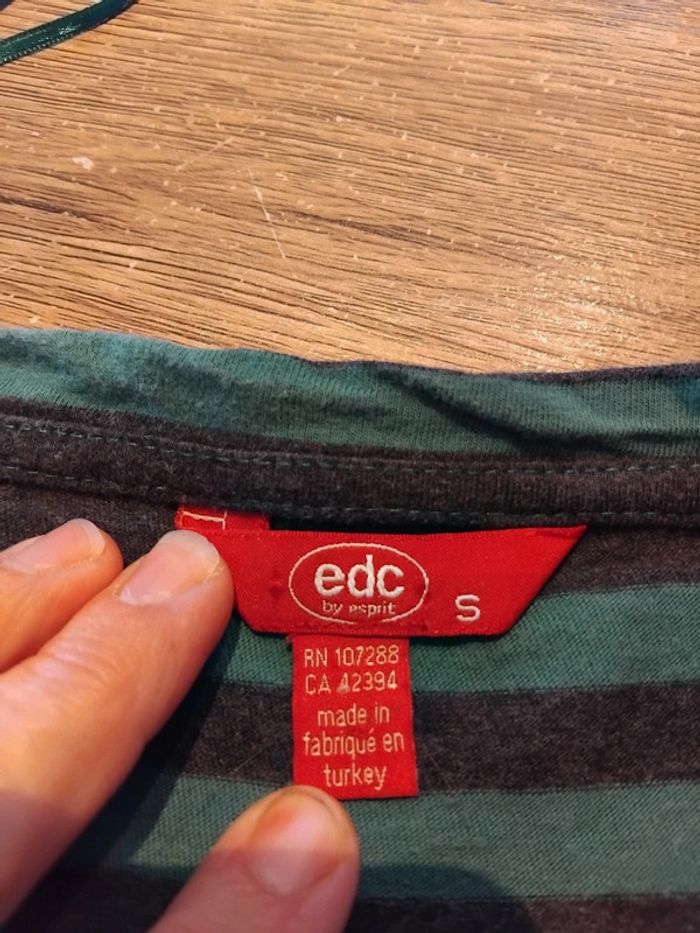 edc
by esprit
S
RN 107288
CA 42394
made in
fabriqué en
turkey